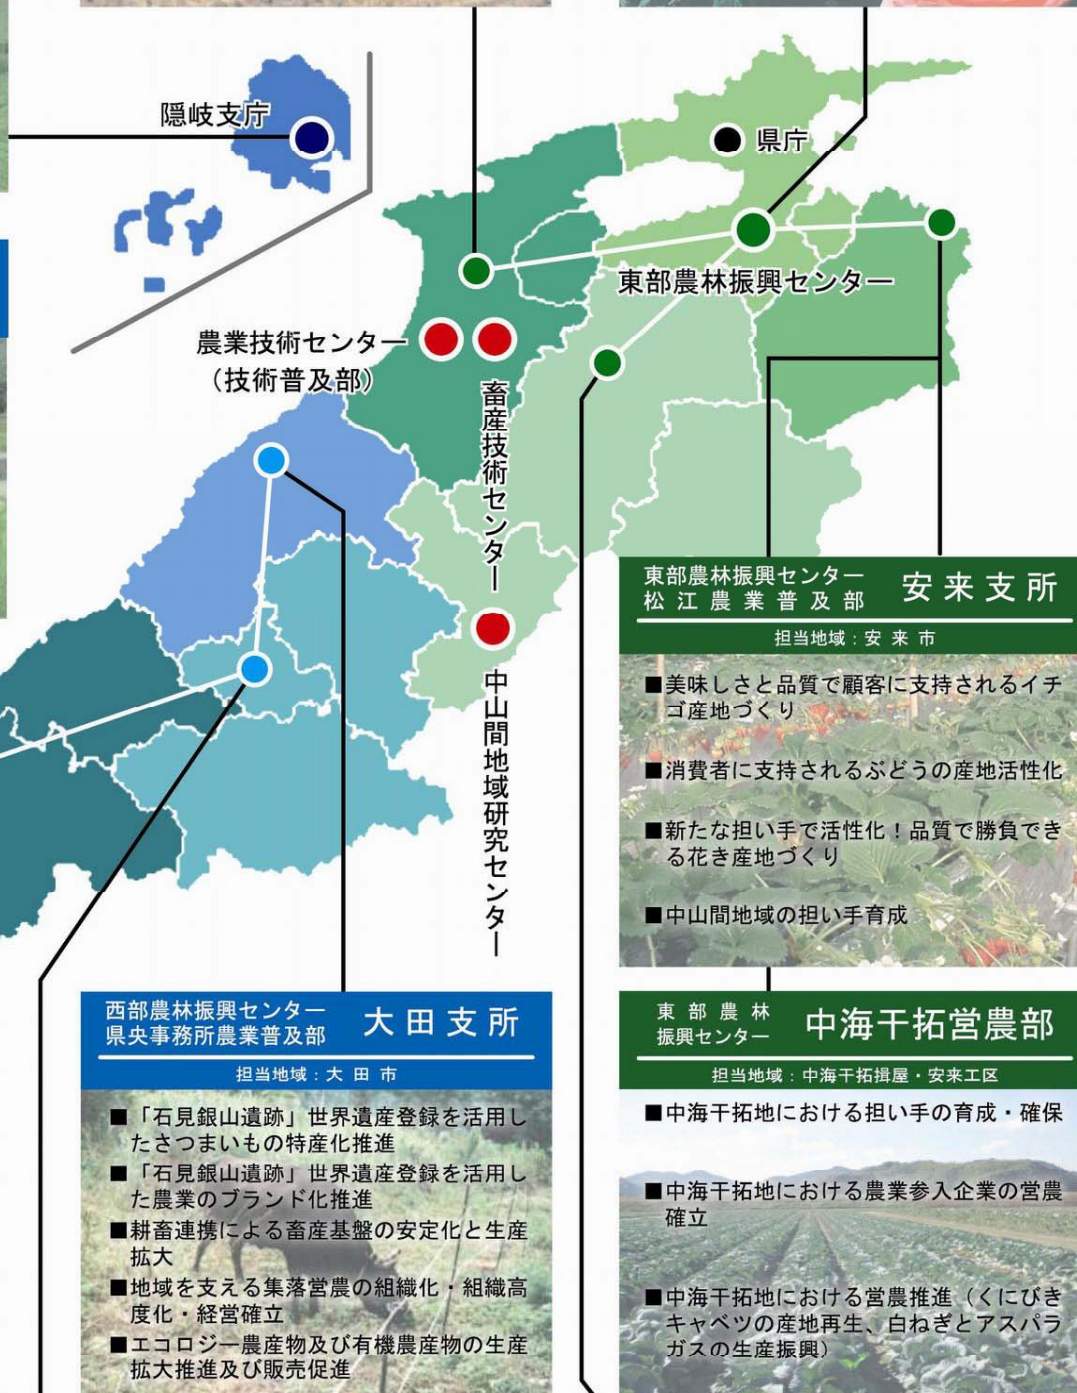 隠岐支庁
県庁
東部農林振興センター
農業技術センター
（技術普及部）
畜産技術センター
中山間地域研究センター
東部農林振興センター
松江農業普及部
安来支所
担当地域：安来市
■美味しさと品質で顧客に支持されるイチ
ゴ産地づくり
■消費者に支持されるぶどうの産地活性化
■新たな担い手で活性化！品質で勝負でき
る花き産地づくり
■中山間地域の担い手育成
西部農林振興センター
県央事務所農業普及部
大田支所
担当地域：大田市
■「石見銀山遺跡」世界遺産登録を活用し
たさつまいもの特産化推進
■「石見銀山遺跡」世界遺産登録を活用し
た農業のブランド化推進
■耕畜連携による畜産基盤の安定化と生産
拡大
■地域を支える集落営農の組織化・組織高
度化・経営確立
■エコロジー農産物及び有機農産物の生産
拡大推進及び販売促進
東部農林
振興センター
中海干拓営農部
担当地域：中海干拓揖屋・安来工区
■中海干拓地における担い手の育成・確保
■中海干拓地における農業参入企業の営農
確立
■中海干拓地における営農推進（くにびき
キャベツの産地再生、白ねぎとアスパラ
ガスの生産振興）